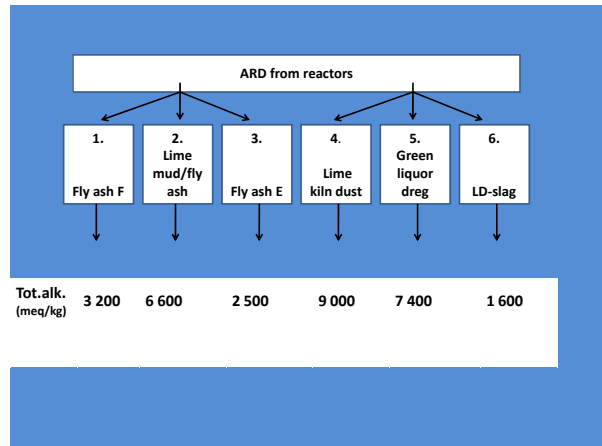 ARD from reactors
1.
Fly ash F
2.
Lime
mud/fly
ash
3.
Fly ash E
4.
Lime
kiln dust
5.
Green
liquor
dreg
6.
LD-slag
Tot.alk.
(meq/kg)
3 200 6 600 2 500 9 000 7 400 1 600